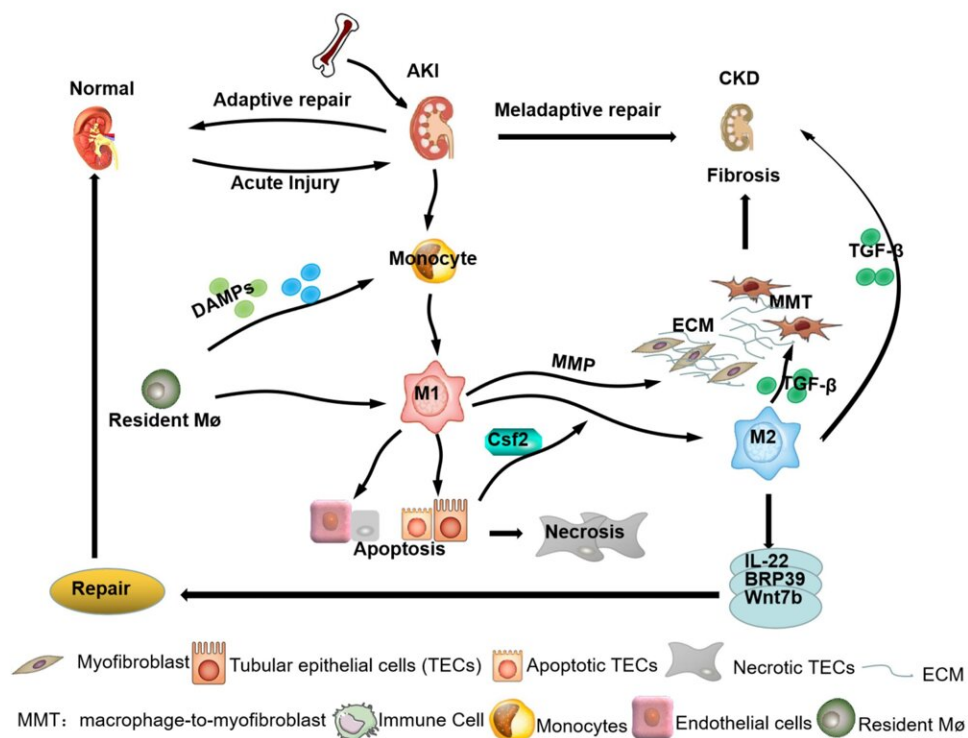 Normal
AKI
CKD
Adaptive repair
Meladaptive repair
Acute Injury
Fibrosis
Monocyte
TGF-β
DAMPs
MMT
ECM
MMP
TGF-β
M1
Resident Mø
Csf2
M2
Apoptosis
Necrosis
IL-22
BRP39
Wnt7b
Repair
Myofibroblast
Tubular epithelial cells (TECs)
Apoptotic TECs
Necrotic TECs
ECM
MMT: macrophage-to-myofibroblast
Immune Cell
Monocytes
Endothelial cells
Resident Mø